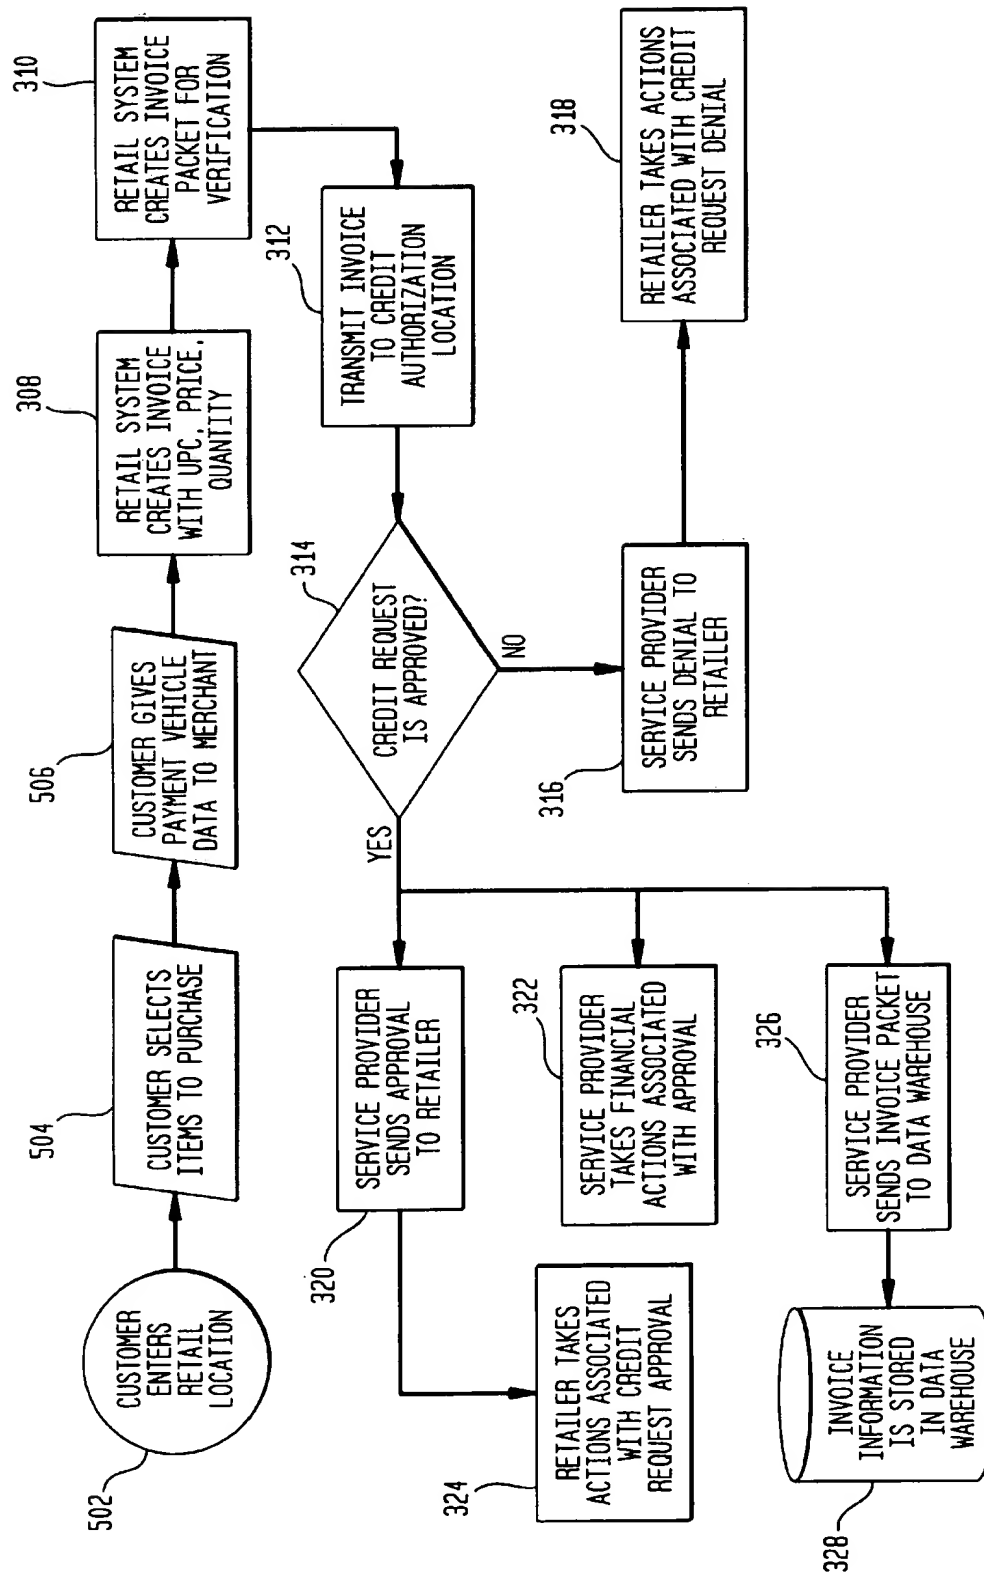 502
CUSTOMER
ENTERS
RETAIL
LOCATION
504
CUSTOMER SELECTS
ITEMS TO PURCHASE
506
CUSTOMER GIVES
PAYMENT VEHICLE
DATA TO MERCHANT
308
RETAIL SYSTEM
CREATES INVOICE
WITH UPC, PRICE,
QUANTITY
310
RETAIL SYSTEM
CREATES INVOICE
PACKET FOR
VERIFICATION
312
TRANSMIT INVOICE
TO CREDIT
AUTHORIZATION
LOCATION
314
CREDIT REQUEST
IS APPROVED?
YES
NO
316
SERVICE PROVIDER
SENDS DENIAL TO
RETAILER
318
RETAILER TAKES ACTIONS
ASSOCIATED WITH CREDIT
REQUEST DENIAL
320
SERVICE PROVIDER
SENDS APPROVAL
TO RETAILER
322
SERVICE PROVIDER
TAKES FINANCIAL
ACTIONS ASSOCIATED
WITH APPROVAL
324
RETAILER TAKES
ACTIONS ASSOCIATED
WITH CREDIT
REQUEST APPROVAL
326
SERVICE PROVIDER
SENDS INVOICE PACKET
TO DATA WAREHOUSE
328
INVOICE
INFORMATION
IS STORED
IN DATA
WAREHOUSE